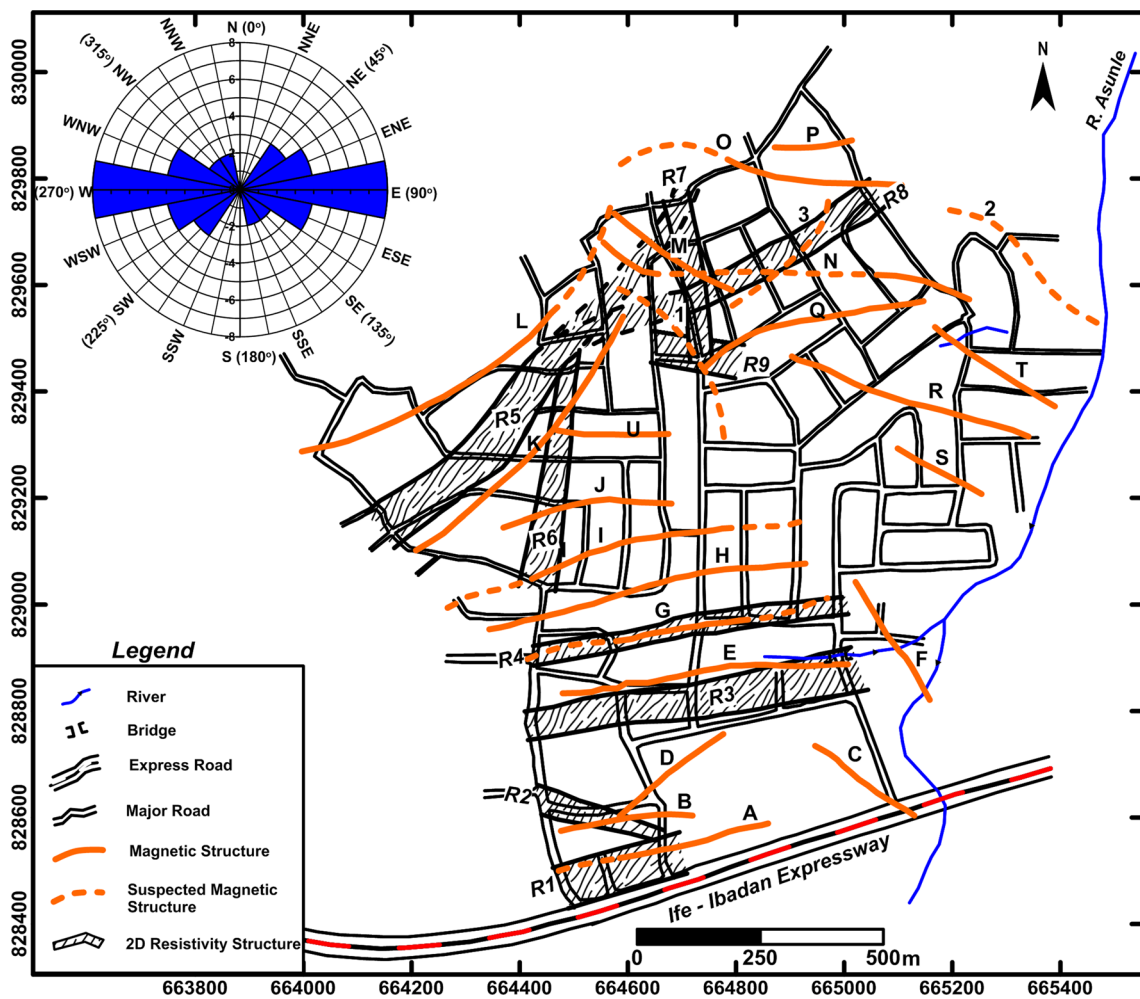 N (0°)
NNW
NNE
(315°) NW
NE (45°)
WNW
ENE
(270°) W
E (90°)
WSW
ESE
(225°) SW
SE (135°)
SSW
SSE
S (180°)
8
6
4
2
-2
-4
-6
-8
N
R. Asunle
830000
829800
829600
829400
829200
829000
828800
828600
828400
O
P
R7
R8
M
3
2
N
L
1
Q
R9
T
R5
R
K
U
S
J
R6
I
H
G
R4
E
F
R3
D
C
R2
B
A
R1
Ife - Ibadan Expressway
Legend
River
Bridge
Express Road
Major Road
Magnetic Structure
Suspected Magnetic
Structure
2D Resistivity Structure
0 250 500m
663800 664000 664200 664400 664600 664800 665000 665200 665400